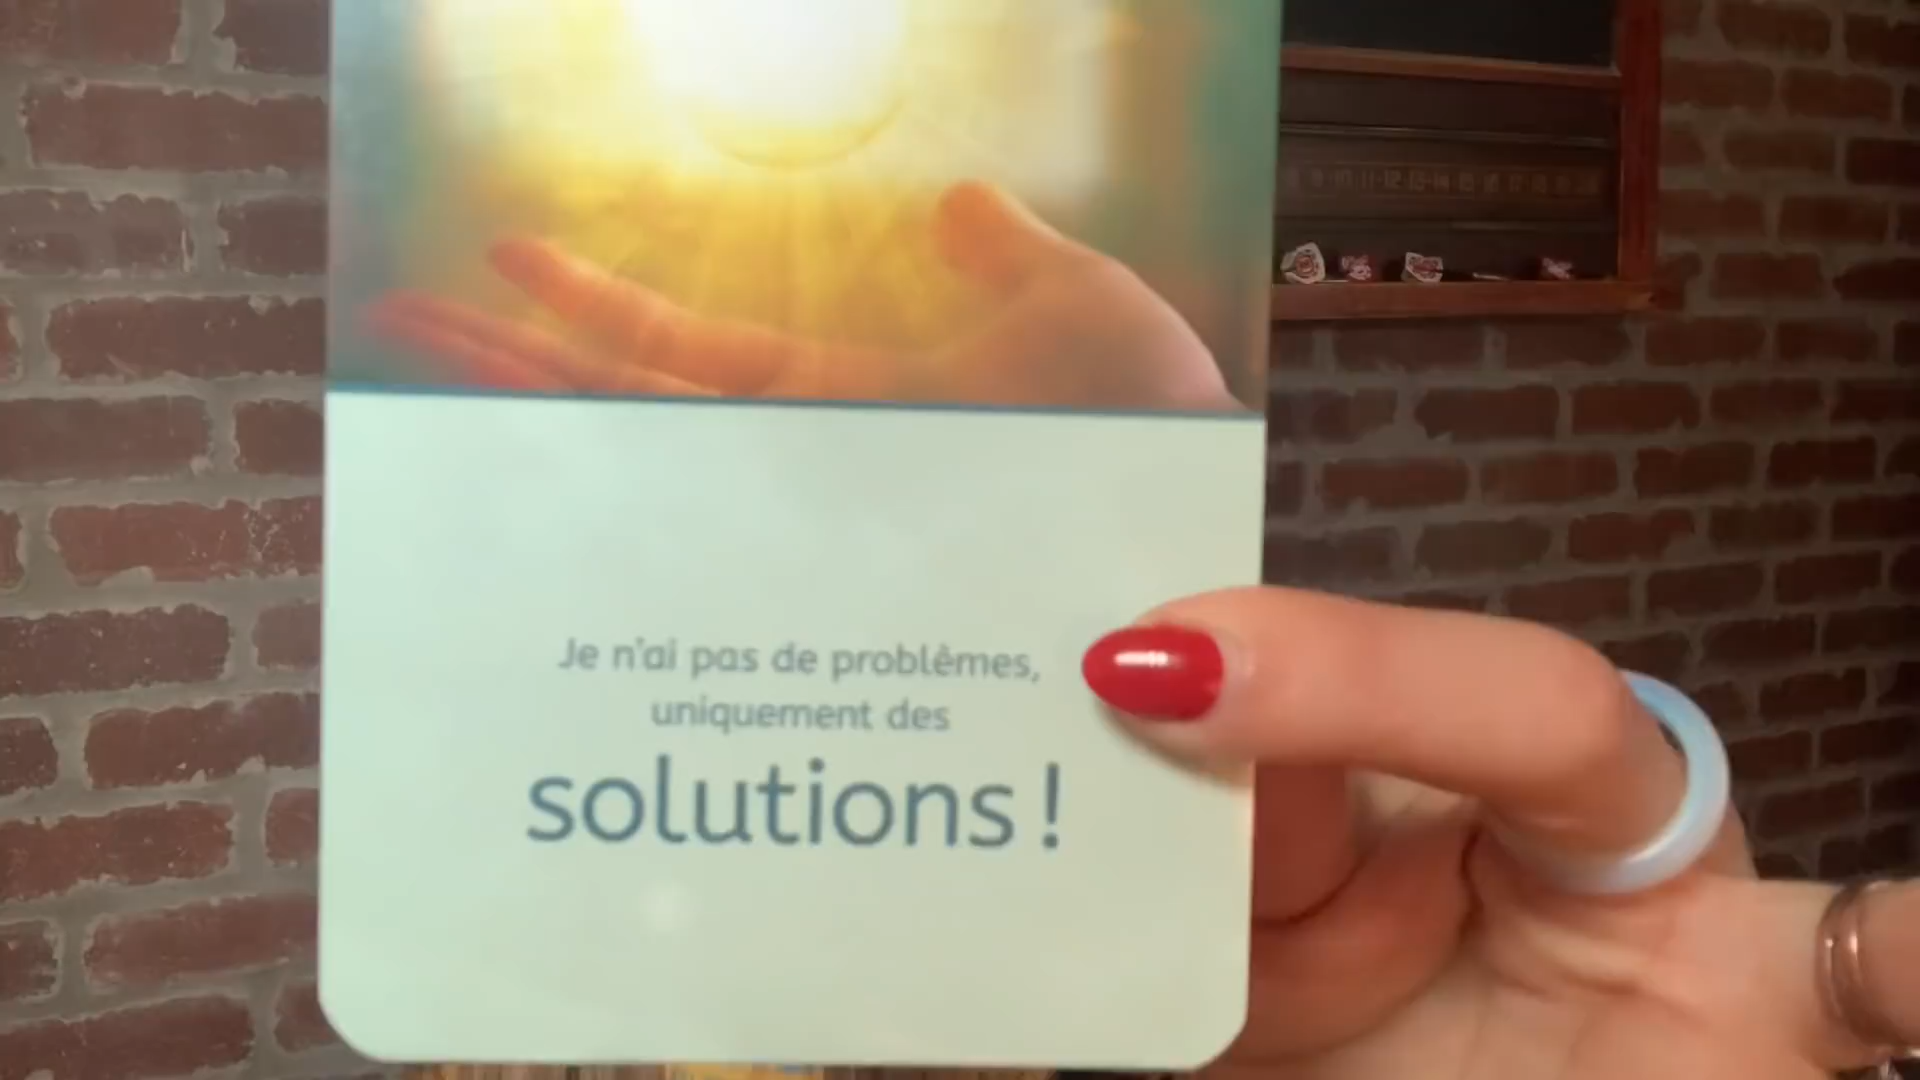 Je n'ai pas de problèmes,
uniquement des
solutions !